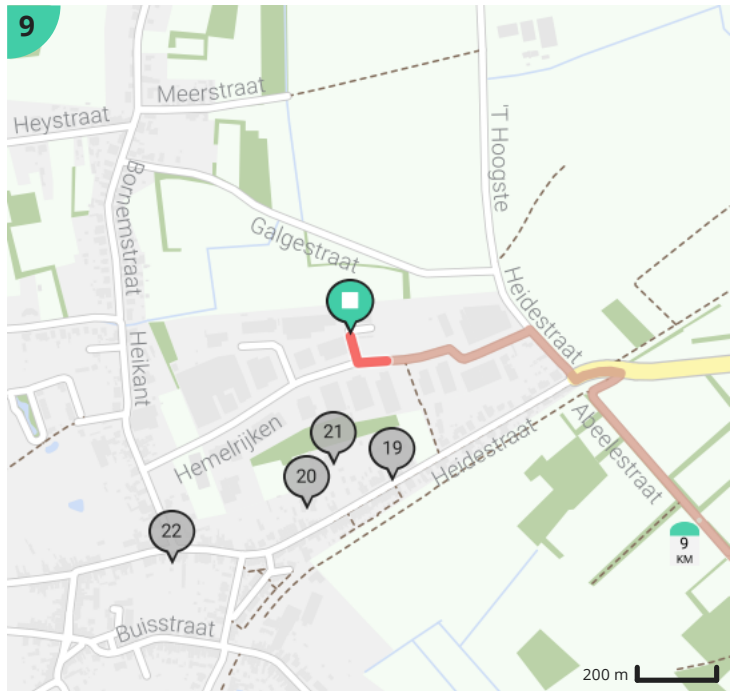 9
Meerstraat
Heystraat
'T Hoogste
Bornemstraat
Galgestraat
Heidestraat
Heikant
Abeelestraat
Hemelrijken
21
19
Heidestraat
20
22
9
KM
Buisstraat
200 m